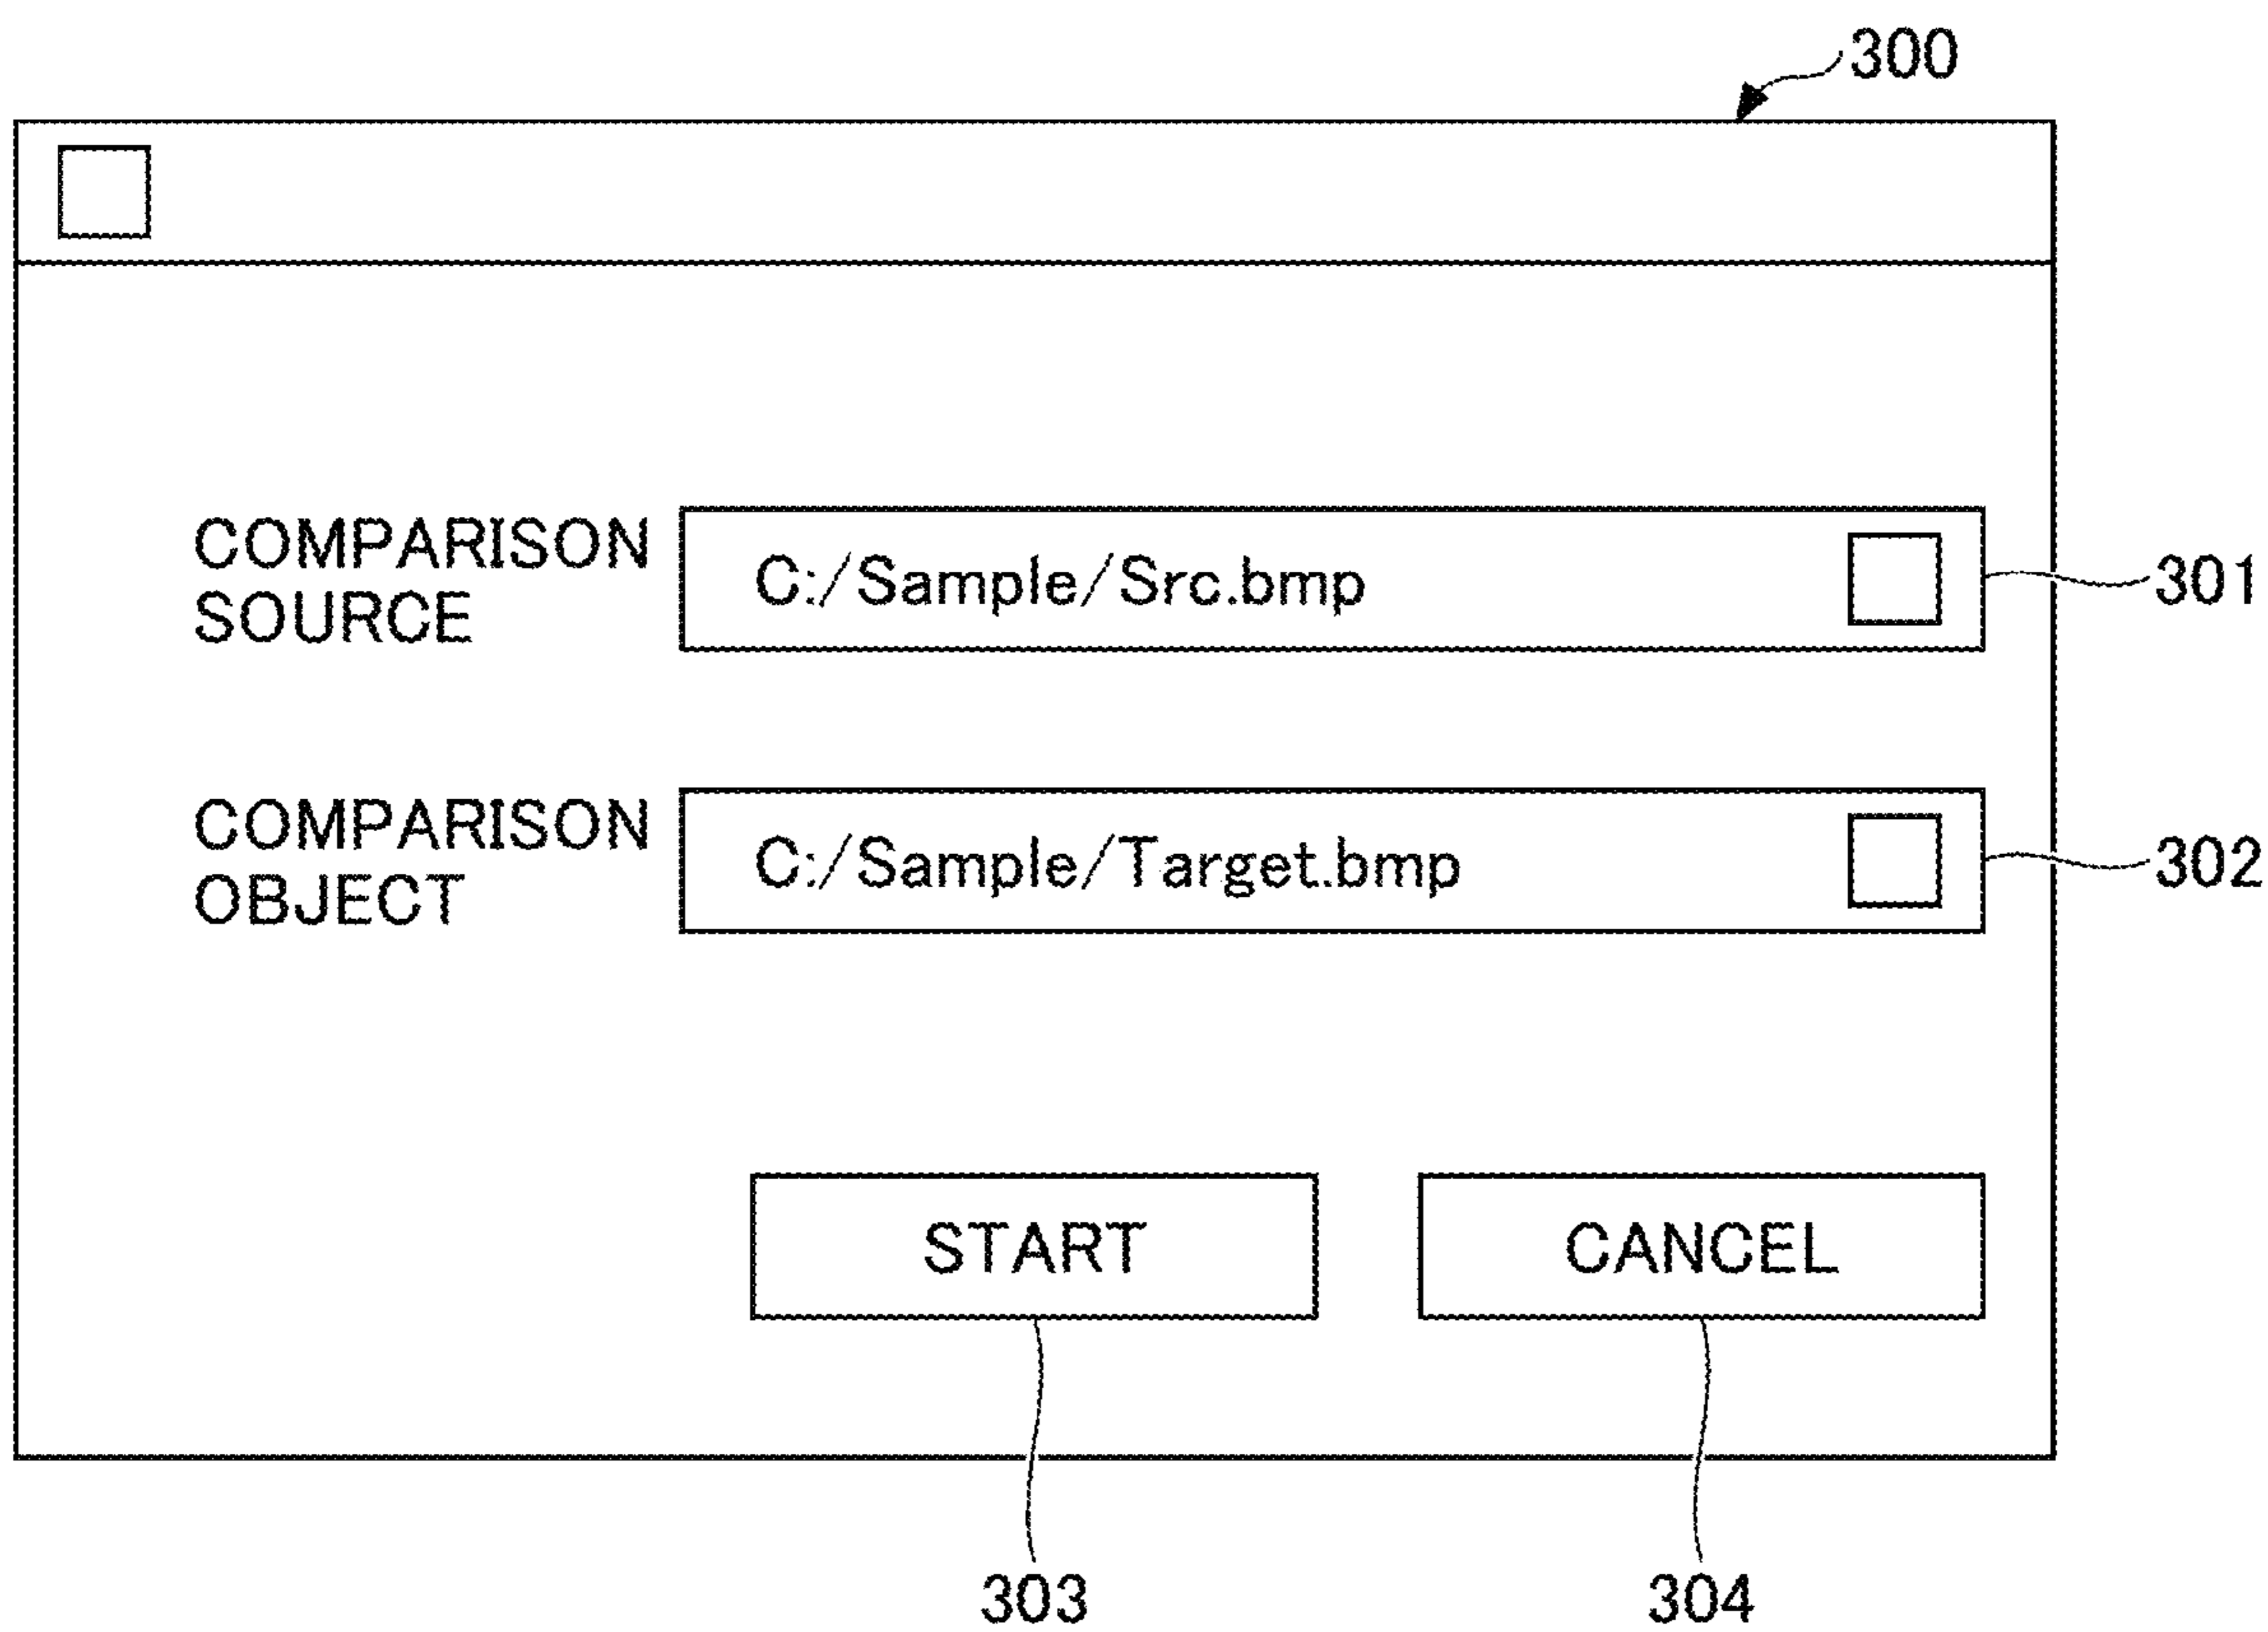 300
COMPARISON
SOURCE
C:/Sample/Src.bmp
301
COMPARISON
OBJECT
C:/Sample/Target.bmp
302
START
CANCEL
303
304